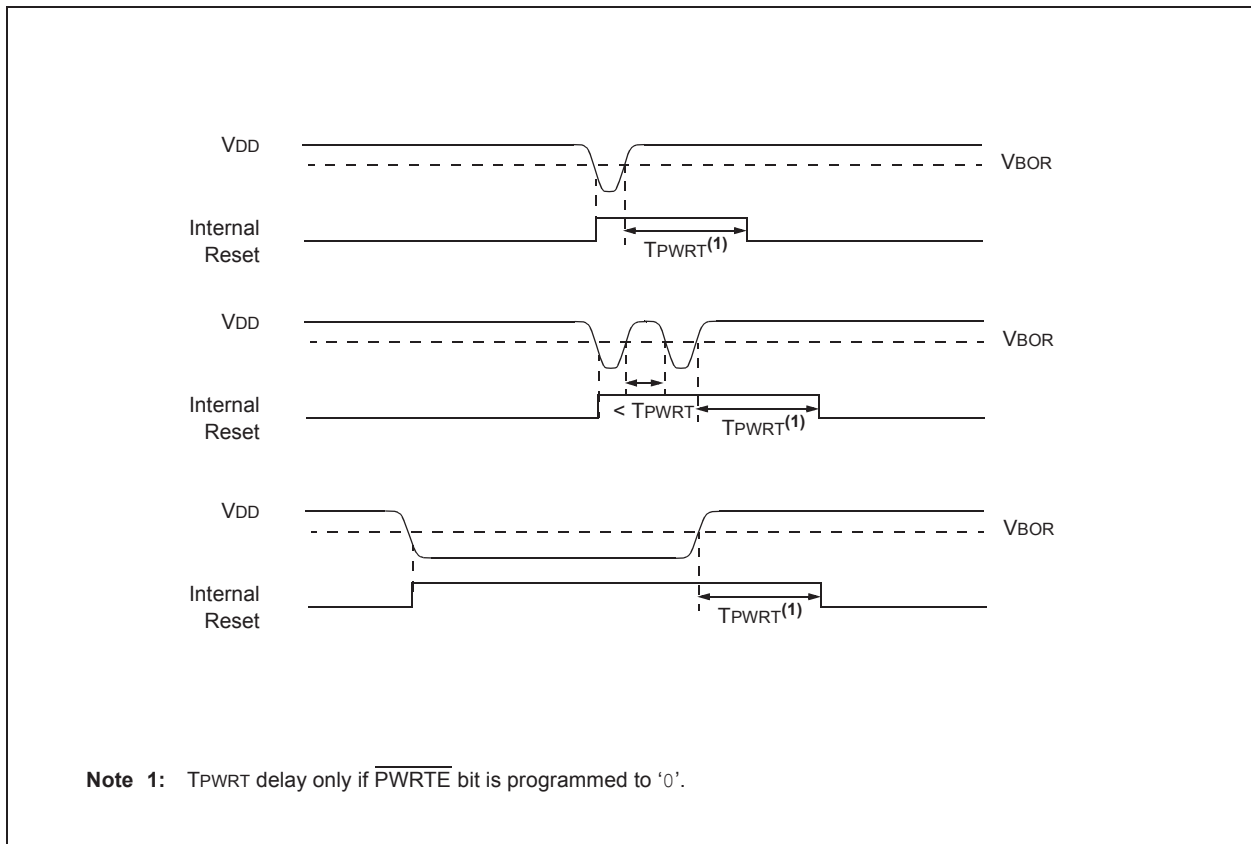 VDD
VBOR
Internal
Reset
TPWRT(1)
VDD
VBOR
Internal
Reset
< TPWRT
TPWRT(1)
VDD
VBOR
Internal
Reset
TPWRT(1)
Note 1: TPWRT delay only if PWRTE bit is programmed to ‘0’.